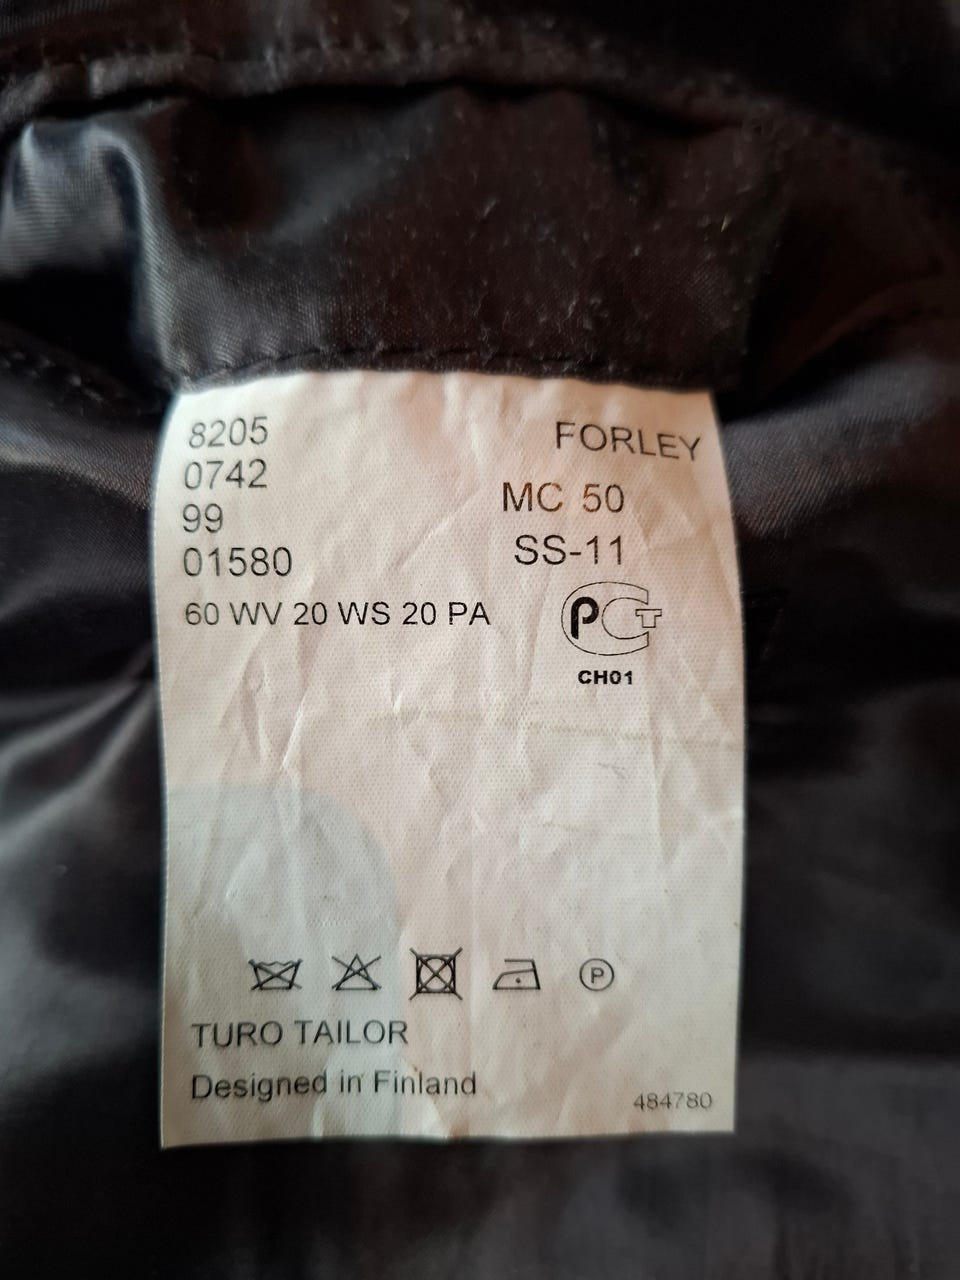 8205 FORLEY
0742
99 MC 50
01580 SS-11
60 WV 20 WS 20 PA
РСТ
CH01
P
TURO TAILOR
Designed in Finland
484780